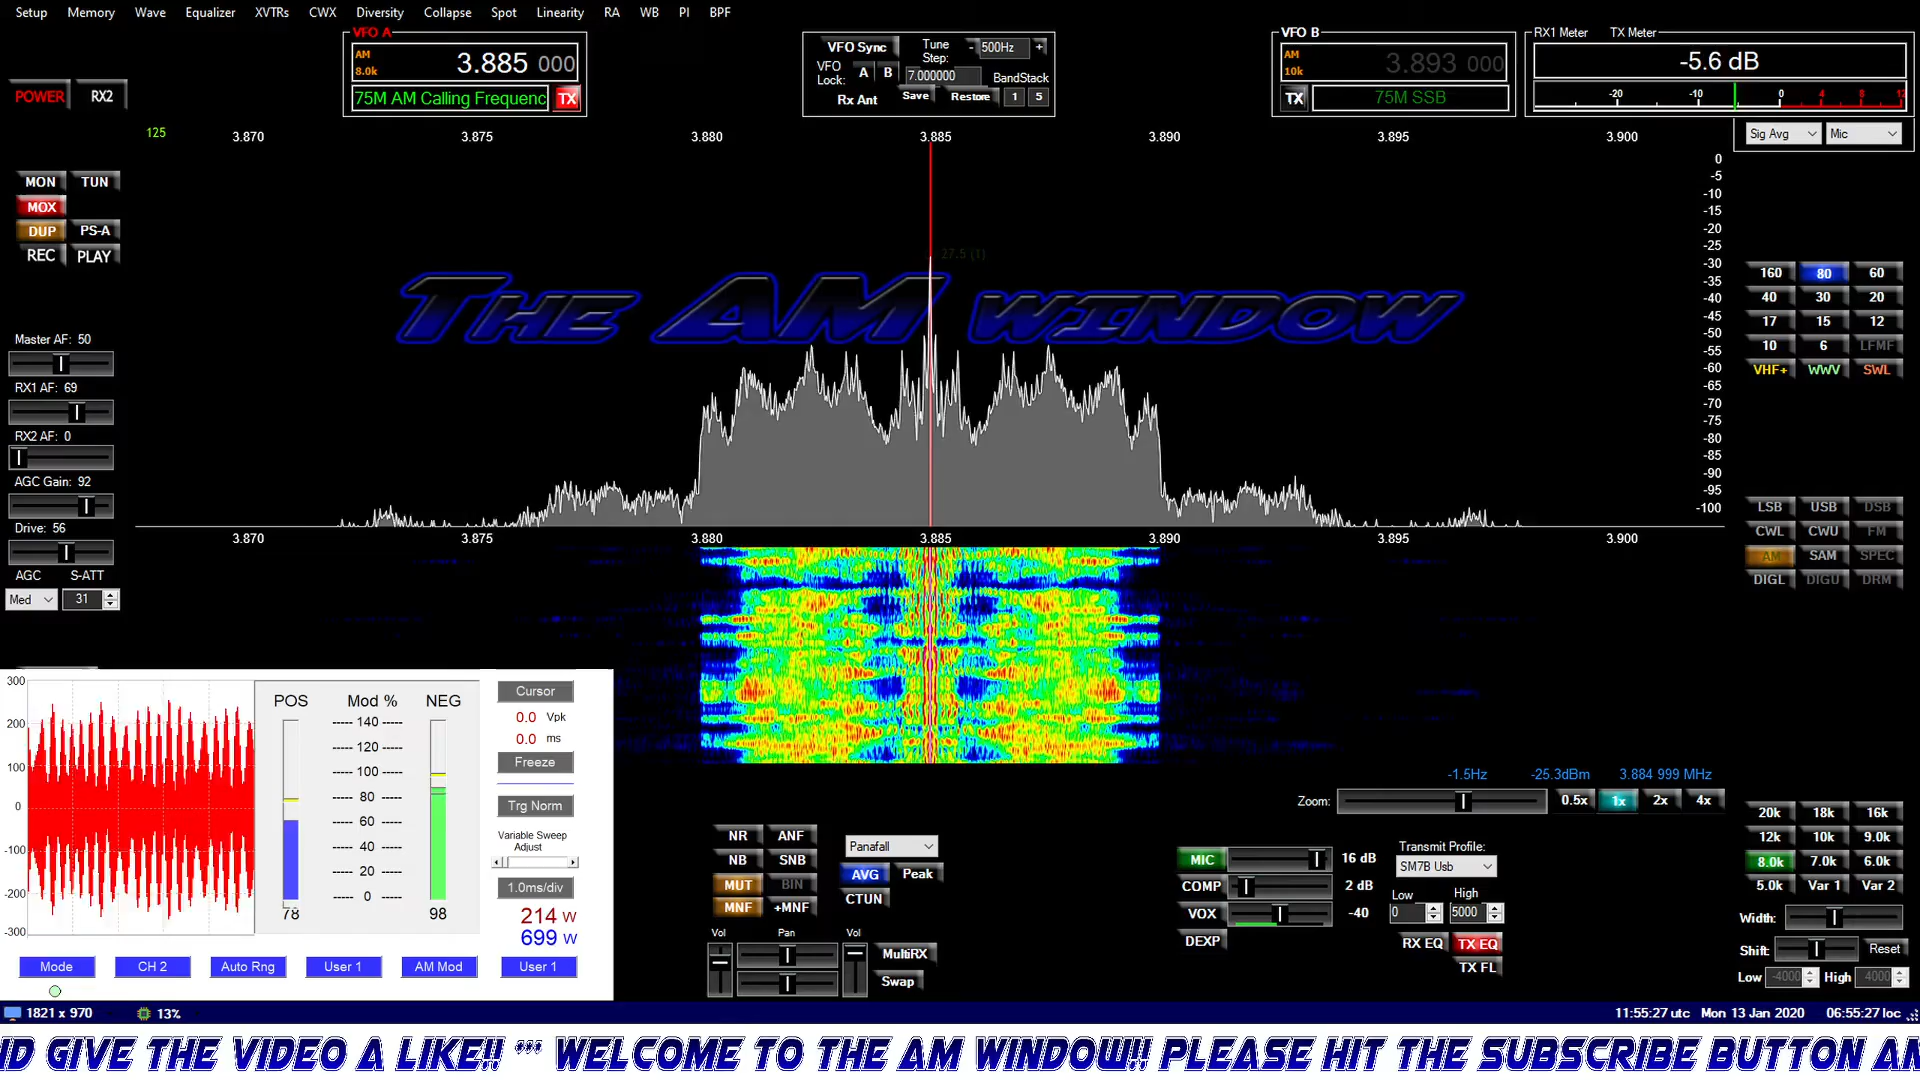 Setup Memory Wave Equalizer XVTRs CWX Diversity Collapse Spot Linearity RA WB PI BPF
POWER RX2
VFO A
AM
8.0k
3.885 000
75M AM Calling Frequenc TX
VFO Sync
VFO
Lock: A B
Rx Ant
Tune
Step:
- 500Hz +
7.000000
Save Restore
BandStack
1 5
VFO B
AM
10k
3.893 000
TX 75M SSB
RX1 Meter TX Meter
-5.6 dB
-20 -10 0 4 8 12
Sig Avg Mic
125 3.870 3.875 3.880 3.885 3.890 3.895 3.900
MON TUN
MOX
DUP PS-A
REC PLAY
27.5 (1)
The AM window
0
-5
-10
-15
-20
-25
-30
-35
-40
-45
-50
-55
-60
-65
-70
-75
-80
-85
-90
-95
-100
160 80 60
40 30 20
17 15 12
10 6 LFMF
VHF+ WWV SWL
Master AF: 50
RX1 AF: 69
RX2 AF: 0
AGC Gain: 92
Drive: 56
AGC S-ATT
Med 31
3.870 3.875 3.880 3.885 3.890 3.895 3.900
LSB USB DSB
CWL CWU FM
AM SAM SPEC
DIGL DIGU DRM
300
200
100
0
-100
-200
-300
POS Mod % NEG
----- 140 -----
----- 120 -----
----- 100 -----
----- 80 -----
----- 60 -----
----- 40 -----
----- 20 -----
----- 0 -----
78 98
Cursor
0.0 Vpk
0.0 ms
Freeze
Trg Norm
Variable Sweep
Adjust
1.0ms/div
214 W
699 W
Mode CH 2 Auto Rng User 1 AM Mod User 1
-1.5Hz -25.3dBm 3.884 999 MHz
Zoom: 0.5x 1x 2x 4x
NR ANF
NB SNB
MUT BIN
MNF +MNF
Panafall
AVG Peak
CTUN
Vol Pan Vol
MultiRX
Swap
MIC 16 dB
COMP 2 dB
VOX -40
DEXP
Transmit Profile:
SM7B Usb
Low High
0 5000
RX EQ TX EQ
TX FL
20k 18k 16k
12k 10k 9.0k
8.0k 7.0k 6.0k
5.0k Var 1 Var 2
Width:
Shift: Reset
Low -4000 High 4000
1821 x 970 13% 11:55:27 utc Mon 13 Jan 2020 06:55:27 loc
ND GIVE THE VIDEO A LIKE!! *** WELCOME TO THE AM WINDOW!! PLEASE HIT THE SUBSCRIBE BUTTON AN